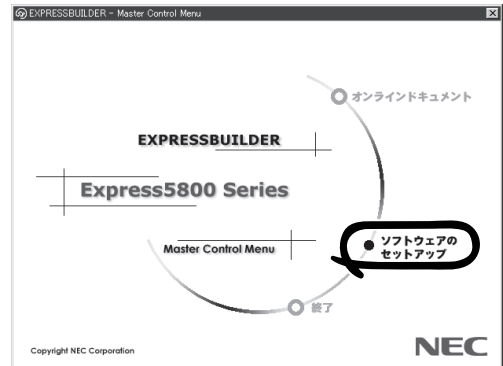 EXPRESSBUILDER - Master Control Menu
オンラインドキュメント
EXPRESSBUILDER
Express5800 Series
Master Control Menu
ソフトウェアの
セットアップ
終了
Copyright NEC Corporation
NEC